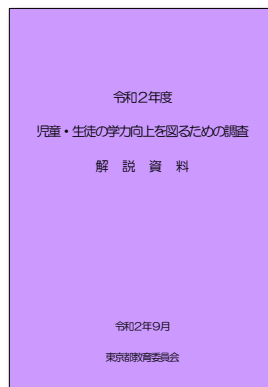 令和2年度
児童・生徒の学力向上を図るための調査
解 説 資 料
令和2年9月
東京都教育委員会